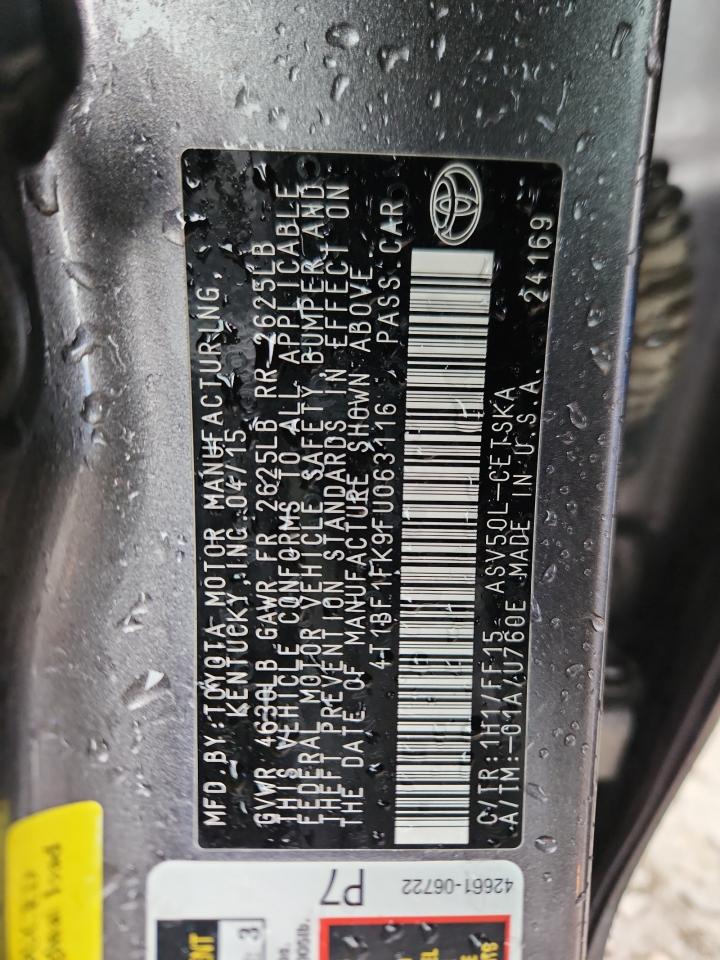 MFD.BY:TOYOTA MOTOR MANUFACTURING,
KENTUCKY,INC. 04/15
GVWR 4630LB GAWR FR 2625LB RR 2625LB
THIS VEHICLE CONFORMS TO ALL APPLICABLE
FEDERAL MOTOR VEHICLE SAFETY, BUMPER,AND
THEFT PREVENTION STANDARDS IN EFFECT ON
THE DATE OF MANUFACTURE SHOWN ABOVE.
4T1BF1FK9FU063116 PASS.CAR
C/TR:1H1/FF15 ASV50L-CETSKA
A/TM:-01A/U760E MADE IN U.S.A. 24169
P7
42661-06722
3